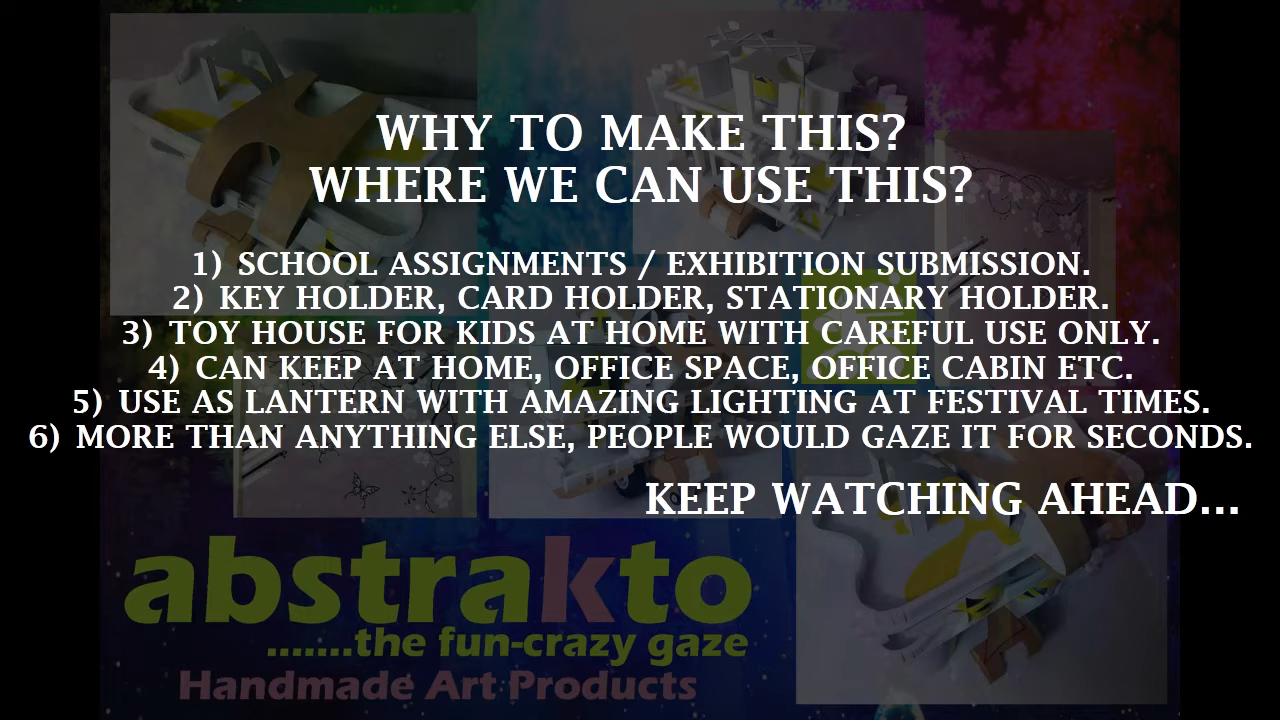 WHY TO MAKE THIS?
WHERE WE CAN USE THIS?
1) SCHOOL ASSIGNMENTS / EXHIBITION SUBMISSION.
2) KEY HOLDER, CARD HOLDER, STATIONARY HOLDER.
3) TOY HOUSE FOR KIDS AT HOME WITH CAREFUL USE ONLY.
4) CAN KEEP AT HOME, OFFICE SPACE, OFFICE CABIN ETC.
5) USE AS LANTERN WITH AMAZING LIGHTING AT FESTIVAL TIMES.
6) MORE THAN ANYTHING ELSE, PEOPLE WOULD GAZE IT FOR SECONDS.
KEEP WATCHING AHEAD...
abstrakto
.......the fun-crazy gaze
Handmade Art Products